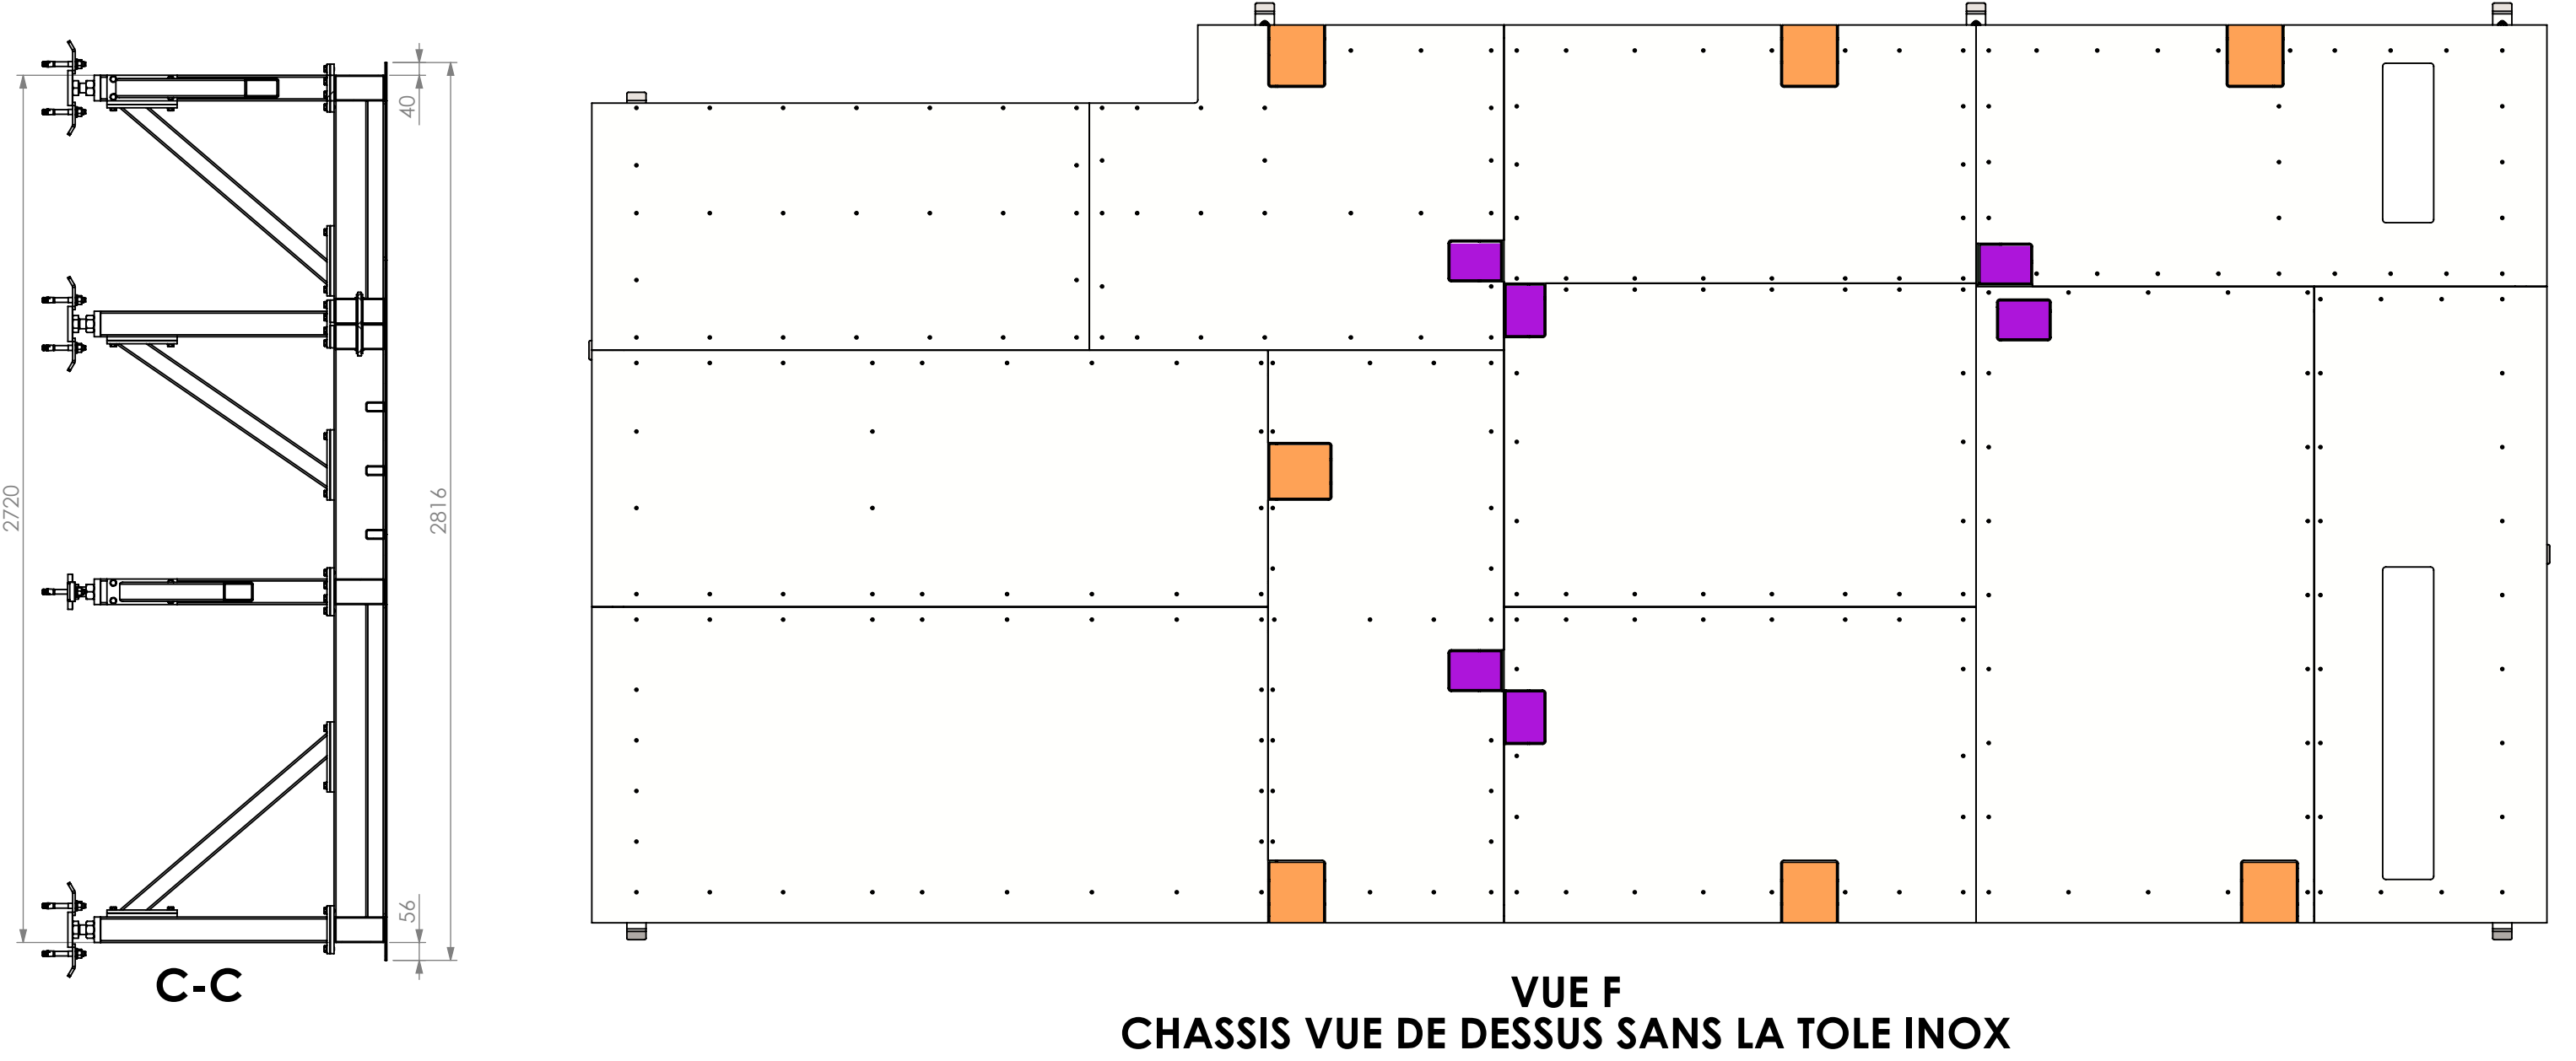 40
2720
2816
56
C-C
VUE F
CHASSIS VUE DE DESSUS SANS LA TOLE INOX